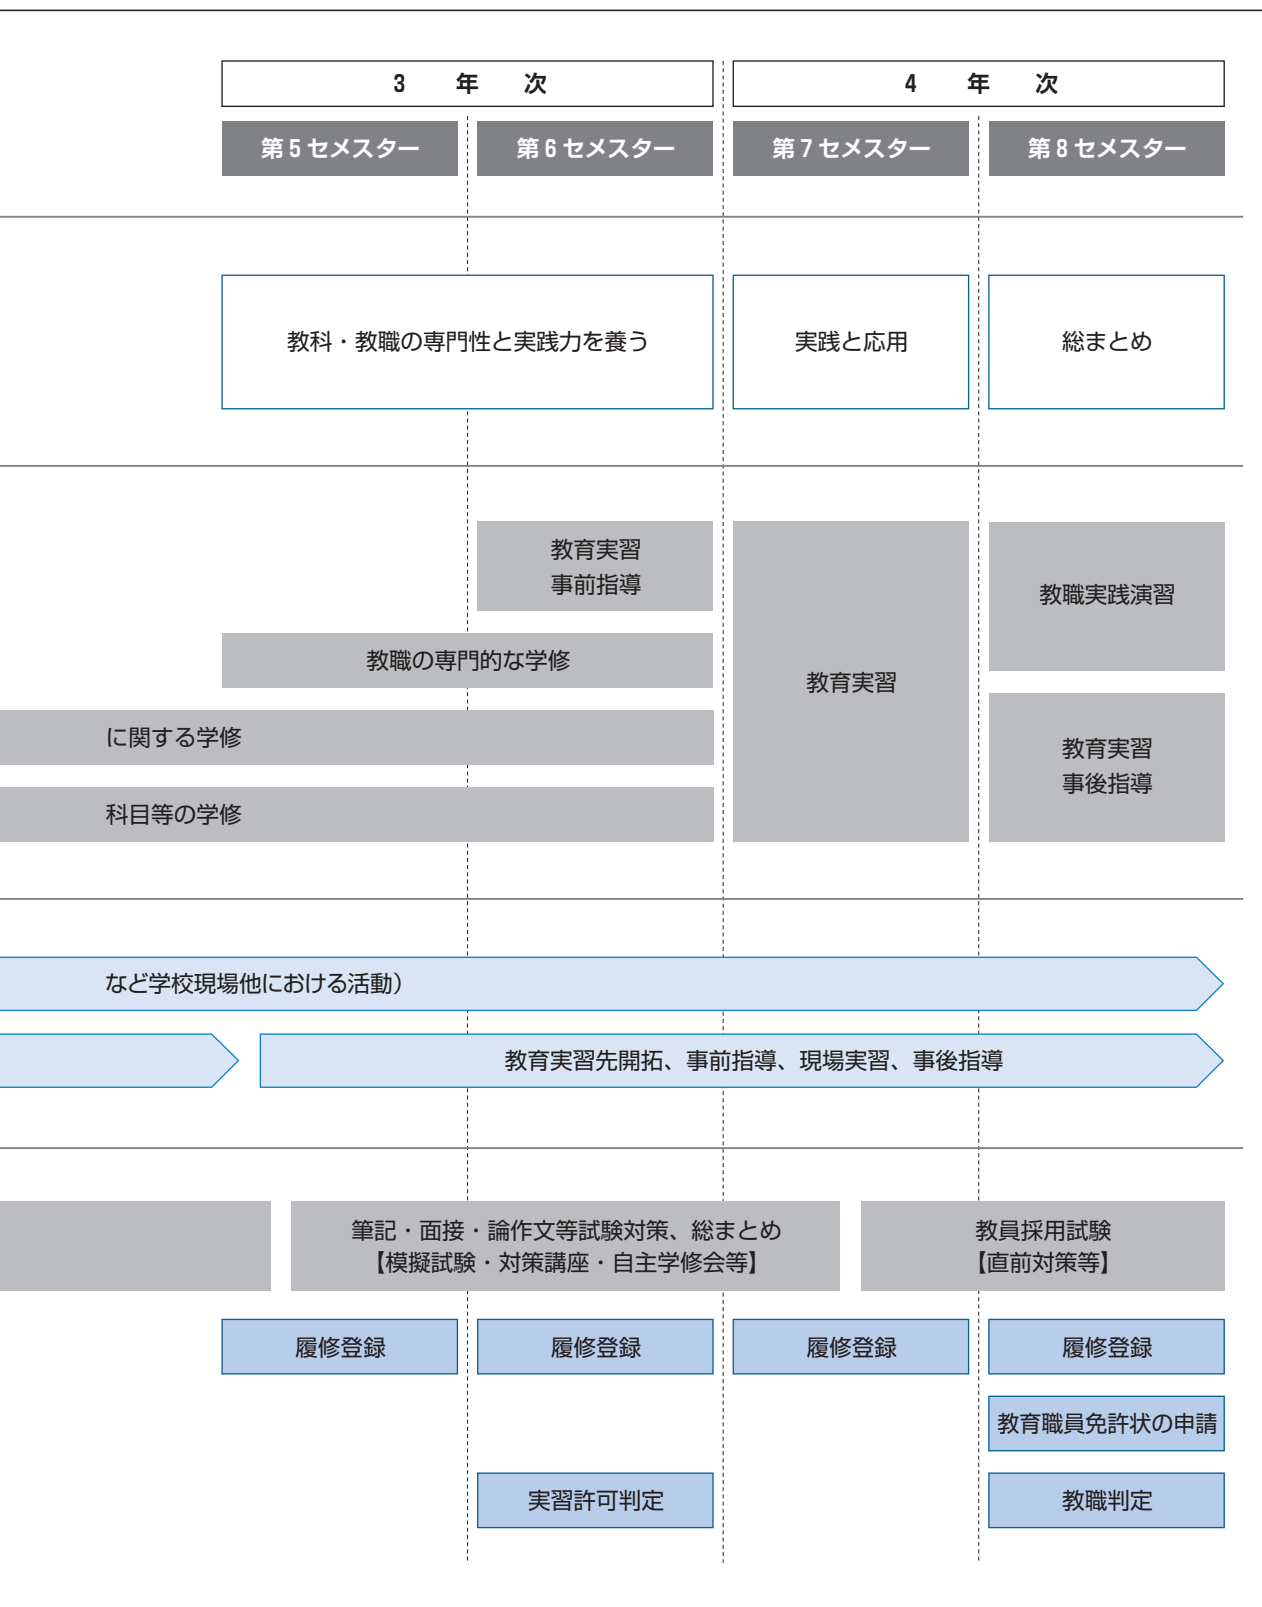 3 年 次
4 年 次
第5セメスター
第6セメスター
第7セメスター
第8セメスター
教科・教職の専門性と実践力を養う
実践と応用
総まとめ
教育実習
事前指導
教職の専門的な学修
に関する学修
科目等の学修
教育実習
教職実践演習
教育実習
事後指導
など学校現場他における活動）
教育実習先開拓、事前指導、現場実習、事後指導
筆記・面接・論作文等試験対策、総まとめ
【模擬試験・対策講座・自主学修会等】
教員採用試験
【直前対策等】
履修登録
履修登録
履修登録
履修登録
教育職員免許状の申請
実習許可判定
教職判定